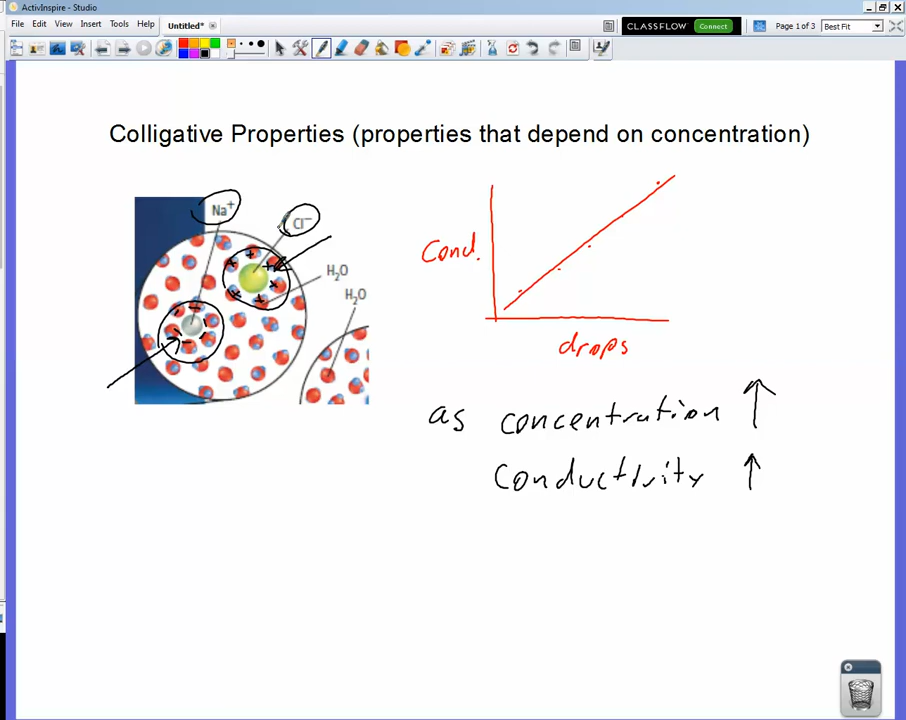 ActivInspire - Studio
File Edit View Insert Tools Help
Untitled*
CLASSFLOW Connect
Page 1 of 3
Best Fit
Colligative Properties (properties that depend on concentration)
Na⁺
Cl⁻
H₂O
H₂O
Cond.
drops
as concentration ↑
conductivity ↑